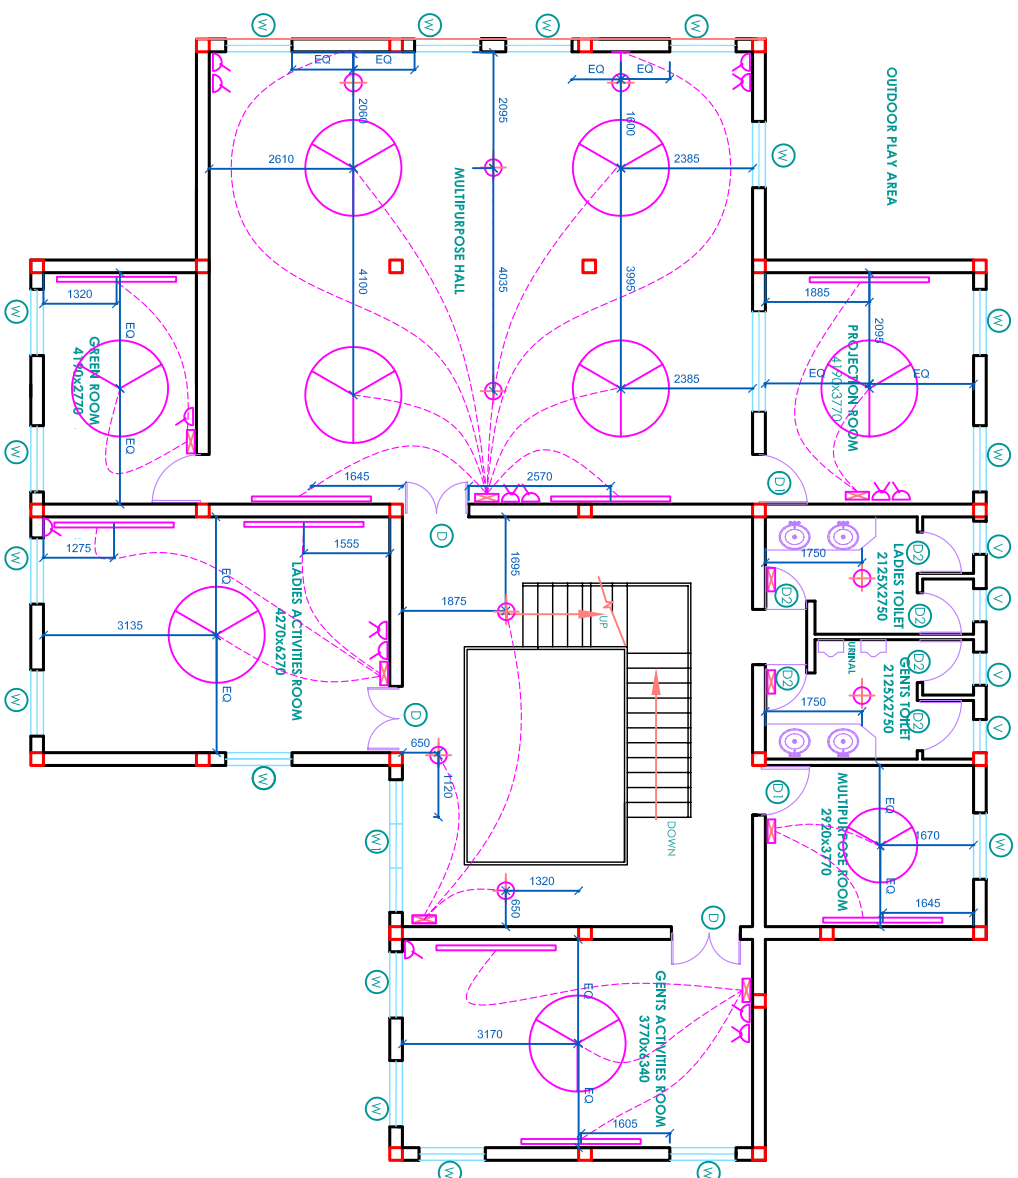 W
W
W
W
EQ
EQ
EQ
EQ
OUTDOOR PLAY AREA
2060
2095
1600
W
2610
2385
MULTIPURPOSE HALL
4100
4035
3995
1320
1885
W
W
EQ
2095
GREEN ROOM
4170x2770
PROJECTION ROOM
4170x3770
2385
EQ
EQ
W
EQ
W
1645
2570
D1
D
1275
1555
1695
1750
D2
V
W
EQ
LADIES ACTIVITIES ROOM
4270x6270
1875
UP
D2
LADIES TOILET
2125X2750
D2
V
3135
EQ
URINAL
D2
V
W
D2
GENTS TOILET
2125X2750
D
1750
D2
V
650
W
1120
D1
MULTIPURPOSE ROOM
2920x3770
EQ
W1
DOWN
1670
W
EQ
1320
650
1645
D
W
EQ
GENTS ACTIVITIES ROOM
3770x6340
3170
EQ
W
1605
W
W